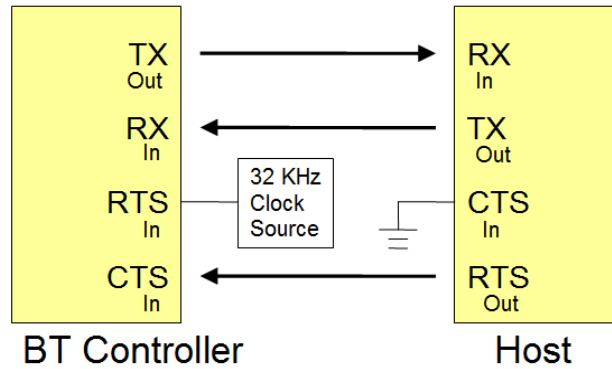 TX
Out
RX
In
RTS
In
CTS
In
32 KHz
Clock
Source
RX
In
TX
Out
CTS
In
RTS
Out
BT Controller
Host